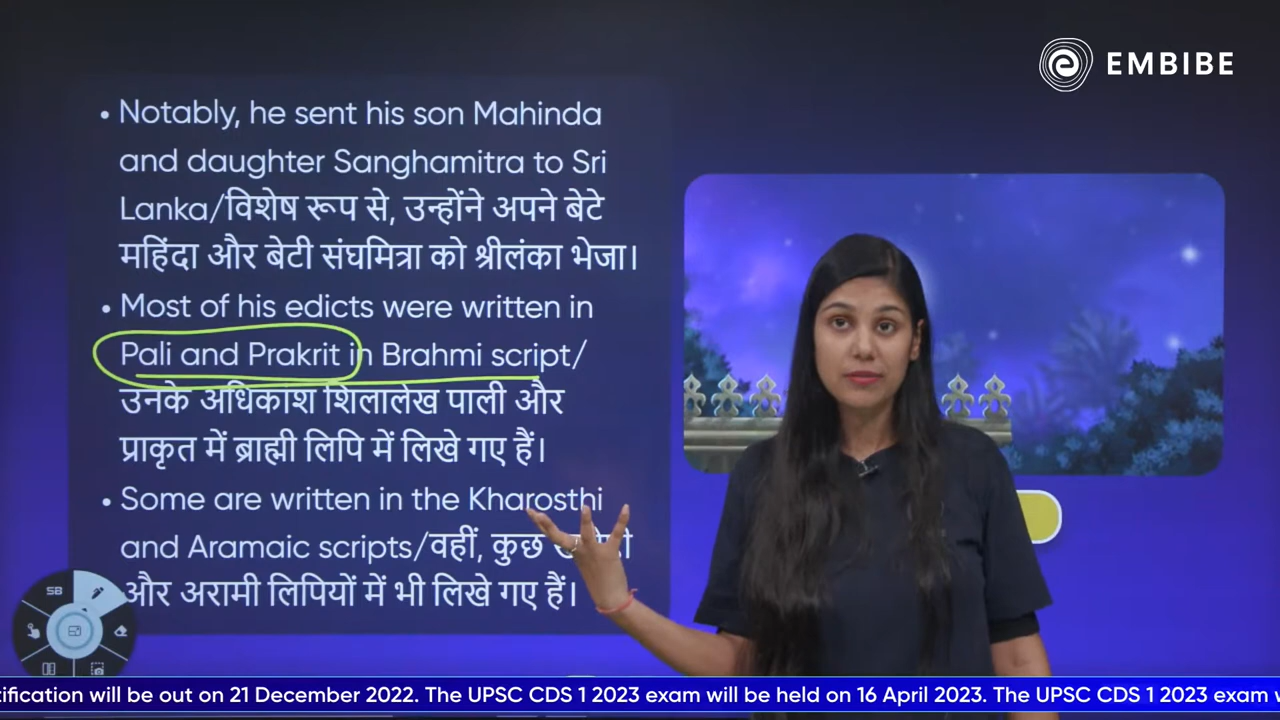 EMBIBE
• Notably, he sent his son Mahinda
and daughter Sanghamitra to Sri
Lanka/विशेष रूप से, उन्होंने अपने बेटे
महिंदा और बेटी संघमित्रा को श्रीलंका भेजा।
• Most of his edicts were written in
Pali and Prakrit in Brahmi script/
उनके अधिकांश शिलालेख पाली और
प्राकृत में ब्राह्मी लिपि में लिखे गए हैं।
• Some are written in the Kharosthi
and Aramaic scripts/वहीं, कुछ
और अरामी लिपियों में भी लिखे गए हैं।
SB
will be out on 21 December 2022. The UPSC CDS 1 2023 exam will be held on 16 April 2023. The UPSC CDS 1 2023 exam